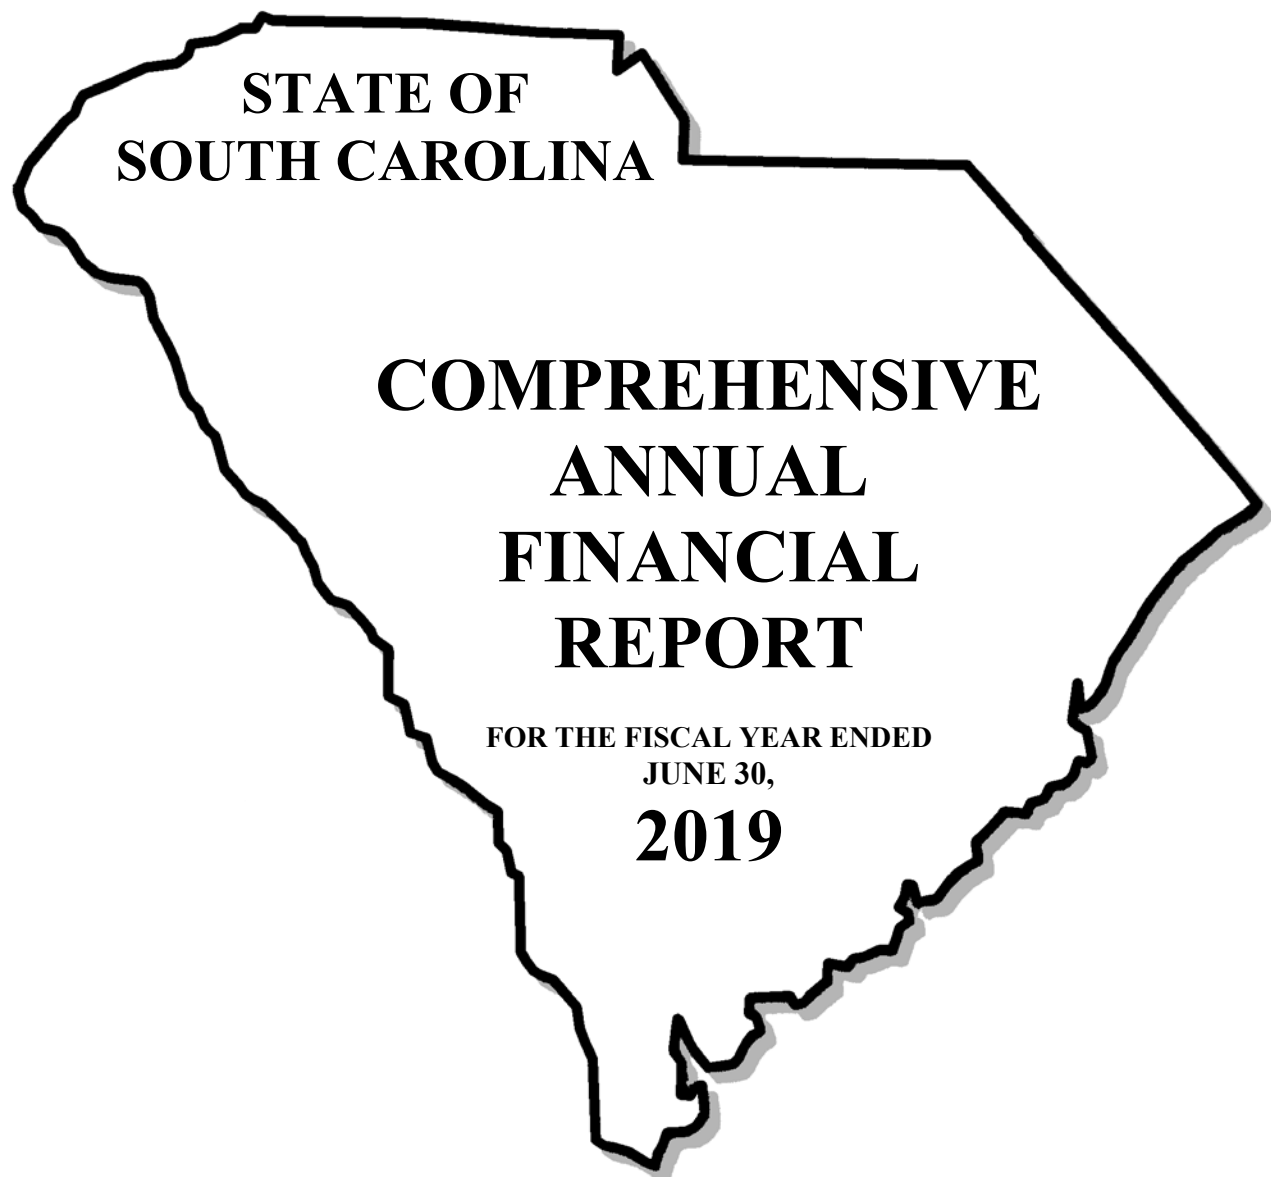 STATE OF
SOUTH CAROLINA
COMPREHENSIVE
ANNUAL
FINANCIAL
REPORT
FOR THE FISCAL YEAR ENDED
JUNE 30,
2019